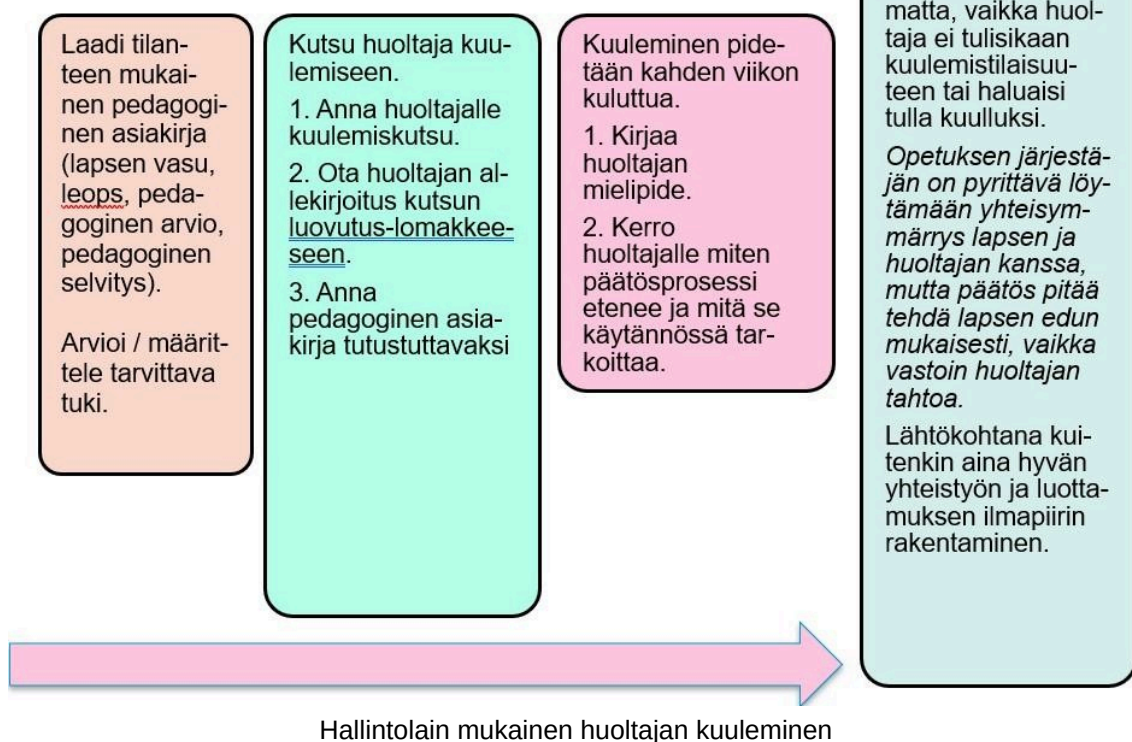 Laadi tilan-
teen mukai-
nen pedagogi-
nen asiakirja
(lapsen vasu,
leops, peda-
goginen arvio,
pedagoginen
selvitys).
Arvioi / määrit-
tele tarvittava
tuki.
Kutsu huoltaja kuu-
lemiseen.
1. Anna huoltajalle
kuulemiskutsu.
2. Ota huoltajan al-
lekirjoitus kutsun
luovutus-lomakkee-
seen.
3. Anna
pedagoginen asia-
kirja tutustuttavaksi
Kuuleminen pide-
tään kahden viikon
kuluttua.
1. Kirjaa
huoltajan
mielipide.
2. Kerro
huoltajalle miten
päätösprosessi
etenee ja mitä se
käytännössä tar-
koittaa.
matta, vaikka huol-
taja ei tulisikaan
kuulemistilaisuu-
teen tai haluaisi
tulla kuulluksi.
Opetuksen järjestä-
jän on pyrittävä löy-
tämään yhteisym-
märrys lapsen ja
huoltajan kanssa,
mutta päätös pitää
tehdä lapsen edun
mukaisesti, vaikka
vastoin huoltajan
tahtoa.
Lähtökohtana kui-
tenkin aina hyvän
yhteistyön ja luotta-
muksen ilmapiirin
rakentaminen.
Hallintolain mukainen huoltajan kuuleminen